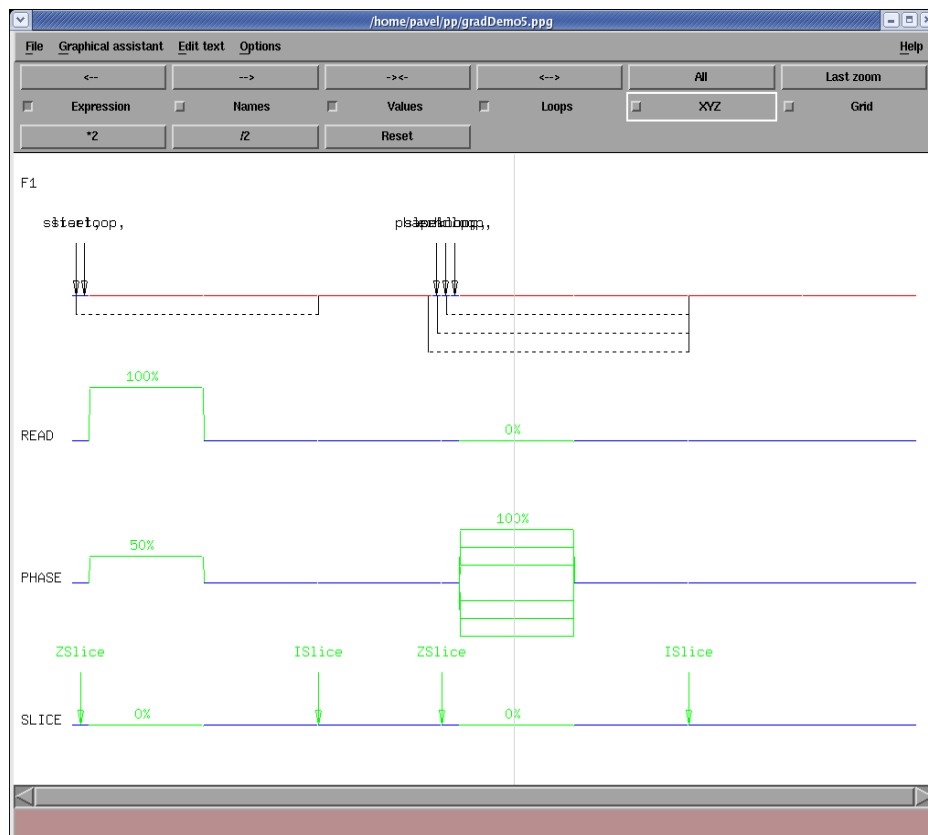 /home/pavel/pp/gradDemo5.ppg
File Graphical assistant Edit text Options Help
<-- --> -><- <--> All Last zoom
Expression Names Values Loops XYZ Grid
*2 /2 Reset
F1
100%
READ 0%
100%
50%
PHASE
ZSlice ISlice ZSlice ISlice
SLICE 0% 0%